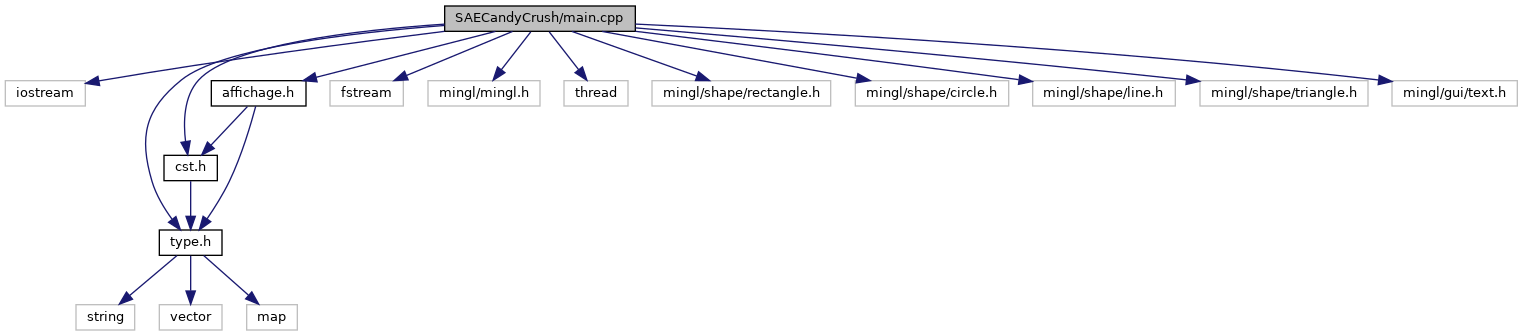 SAECandyCrush/main.cpp
iostream
affichage.h
fstream
mingl/mingl.h
thread
mingl/shape/rectangle.h
mingl/shape/circle.h
mingl/shape/line.h
mingl/shape/triangle.h
mingl/gui/text.h
cst.h
type.h
string
vector
map